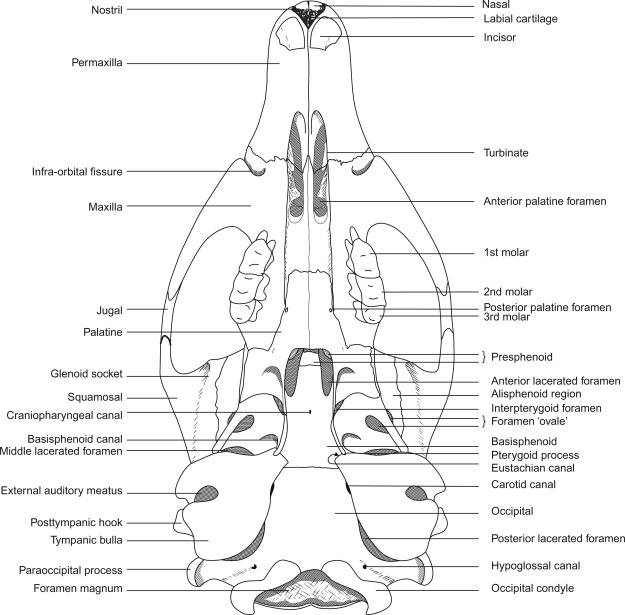 Nostril
Permaxilla
Infra-orbital fissure
Maxilla
Jugal
Palatine
Glenoid socket
Squamosal
Craniopharyngeal canal
Basisphenoid canal
Middle lacerated foramen
External auditory meatus
Posttympanic hook
Tympanic bulla
Paraoccipital process
Foramen magnum
Nasal
Labial cartilage
Incisor
Turbinate
Anterior palatine foramen
1st molar
2nd molar
Posterior palatine foramen
3rd molar
} Presphenoid
Anterior lacerated foramen
Alisphenoid region
Interpterygoid foramen
} Foramen ‘ovale’
Basisphenoid
Pterygoid process
Eustachian canal
Carotid canal
Occipital
Posterior lacerated foramen
Hypoglossal canal
Occipital condyle